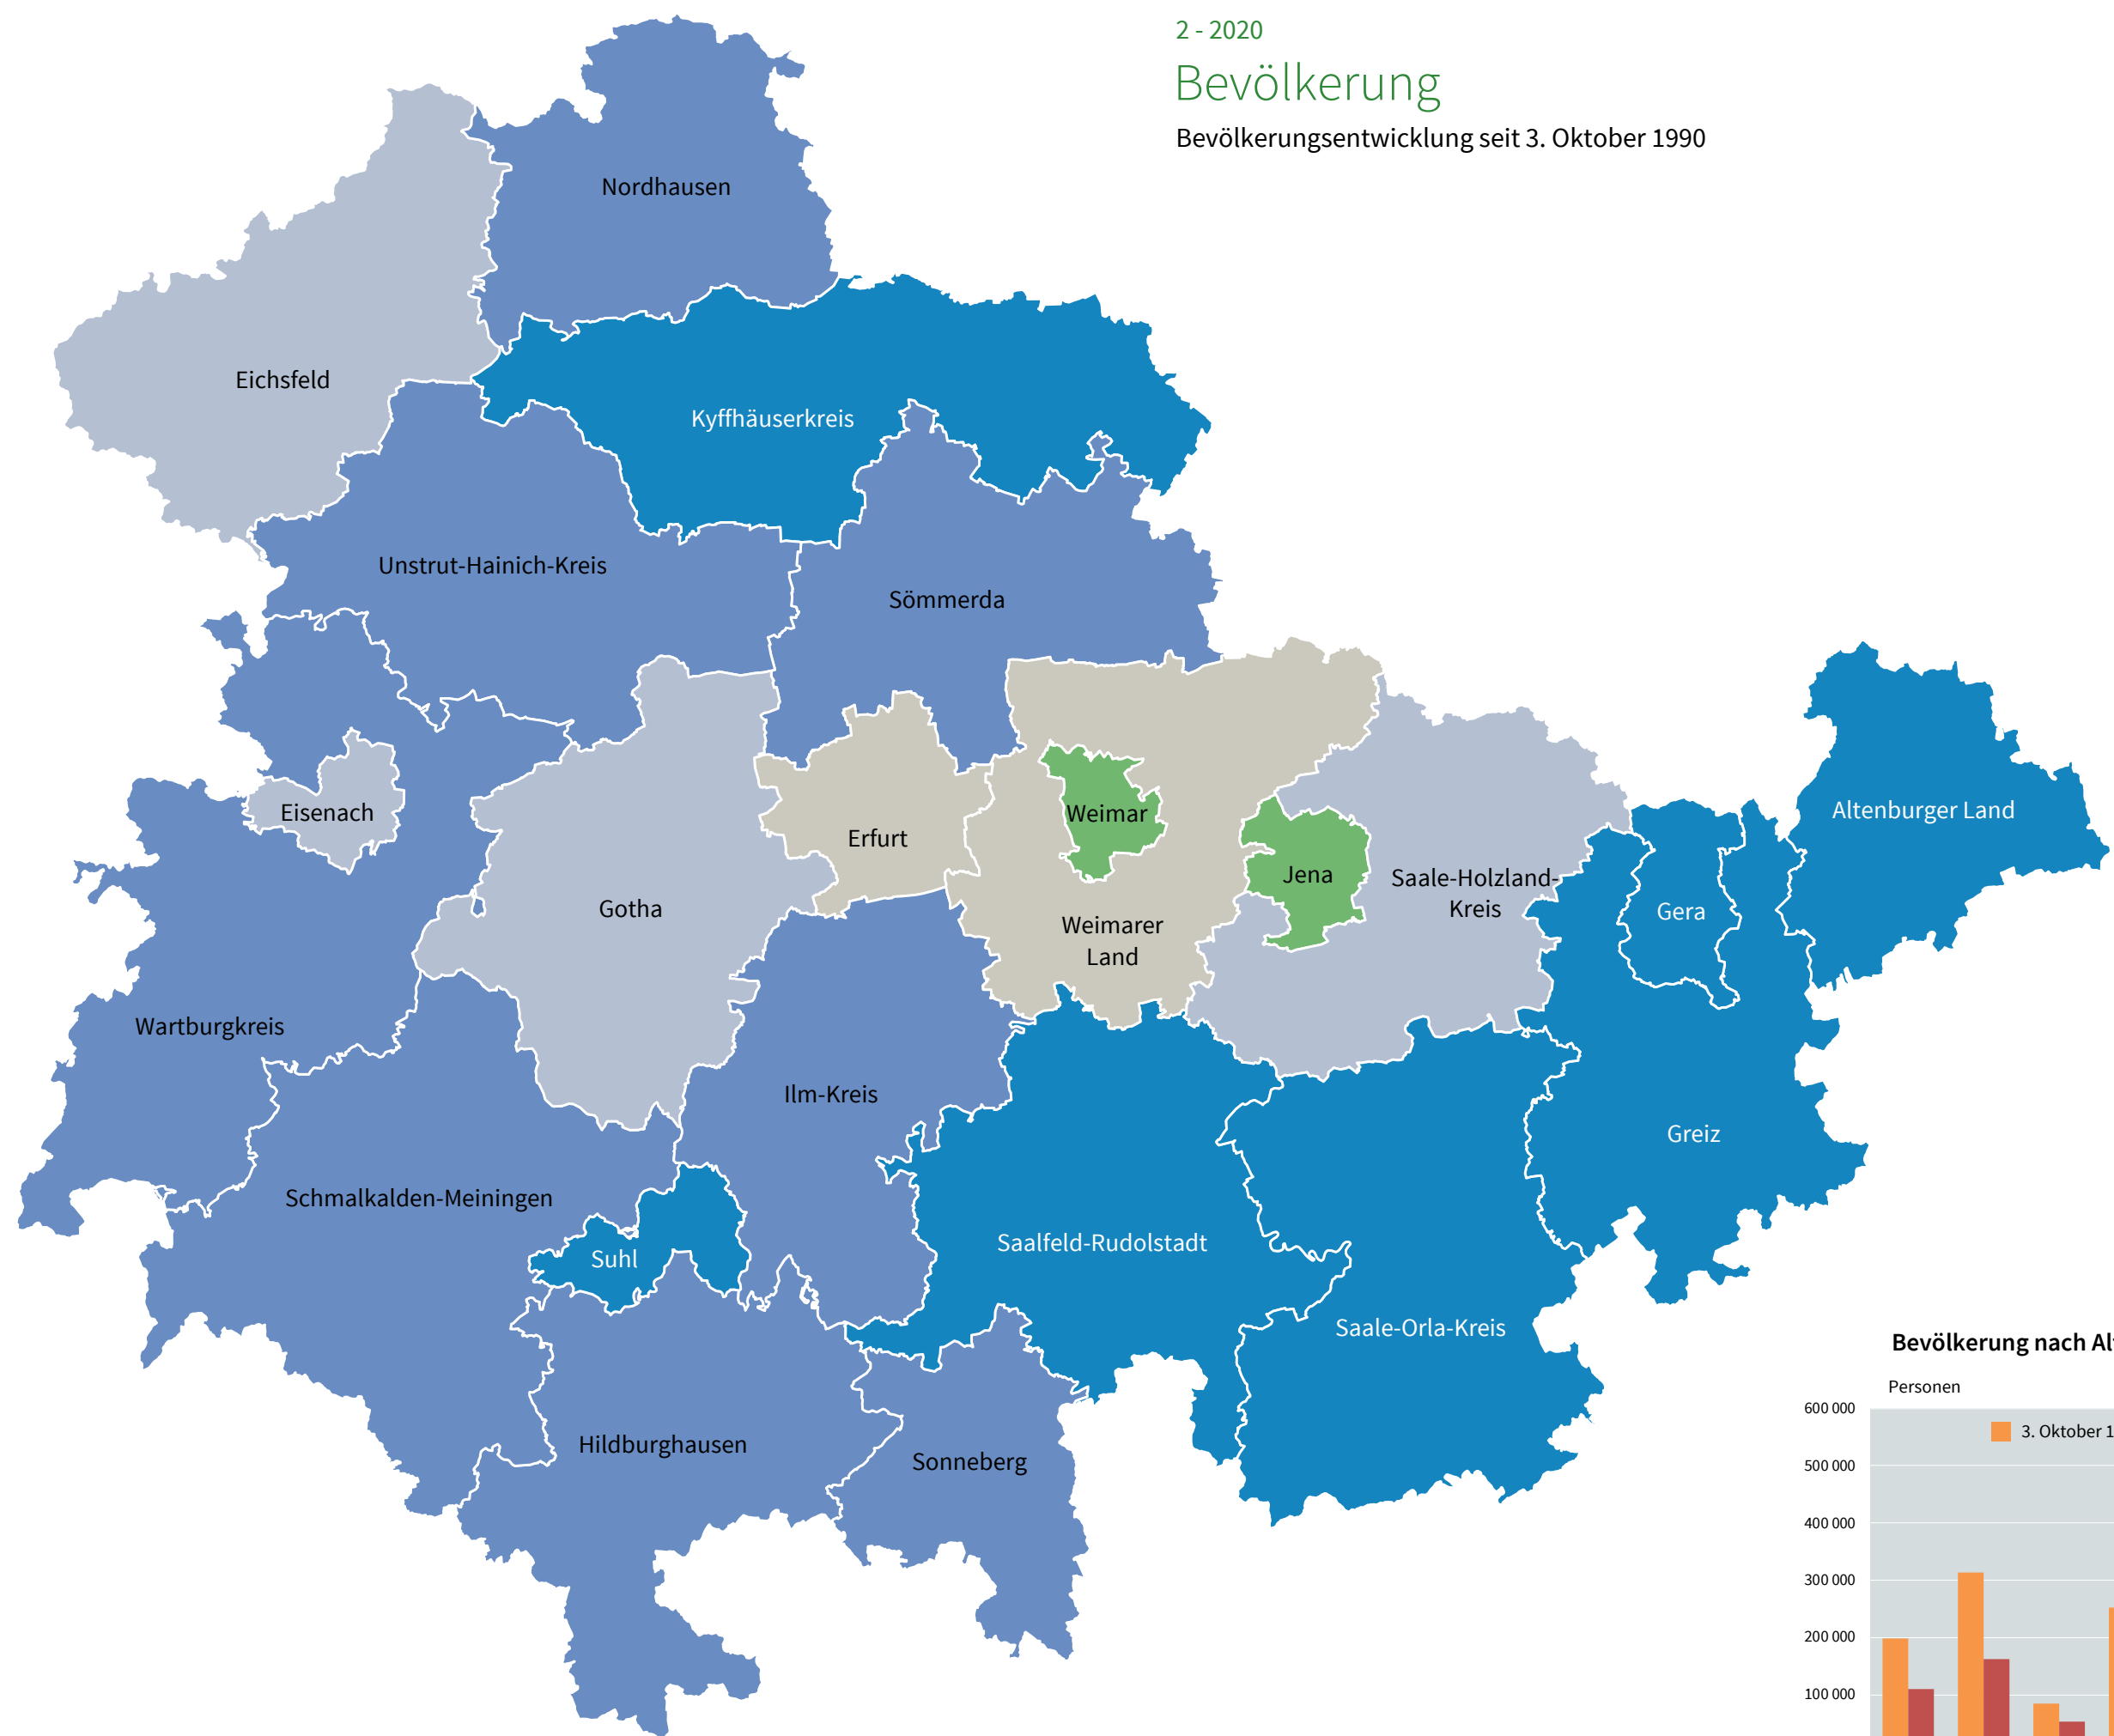 2 - 2020
Bevölkerung
Bevölkerungsentwicklung seit 3. Oktober 1990
Nordhausen
Eichsfeld
Kyffhäuserkreis
Unstrut-Hainich-Kreis
Sömmerda
Eisenach
Erfurt
Weimar
Altenburger Land
Jena
Saale-Holzland-
Kreis
Gotha
Gera
Weimarer
Land
Wartburgkreis
Ilm-Kreis
Greiz
Schmalkalden-Meiningen
Suhl
Saalfeld-Rudolstadt
Saale-Orla-Kreis
Hildburghausen
Sonneberg
Bevölkerung nach Al
Personen
600 000
3. Oktober 1
500 000
400 000
300 000
200 000
100 000